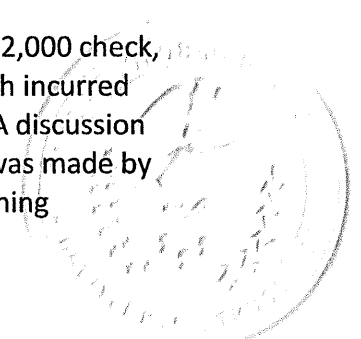 2,000 check,
h incurred
A discussion
was made by
ning